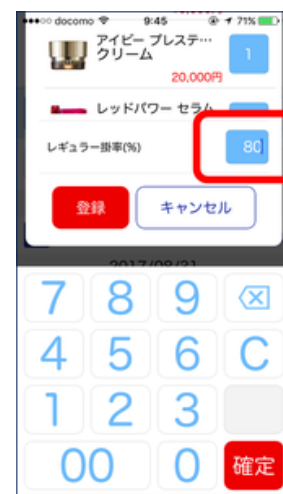 docomo 9:45 71%
アイビー プレステ…
クリーム
1
20,000円
レッドパワー セラム
レギュラー掛率(%)
80
登録
キャンセル
2017/08/21
7 8 9
4 5 6 C
1 2 3
00 0 確定